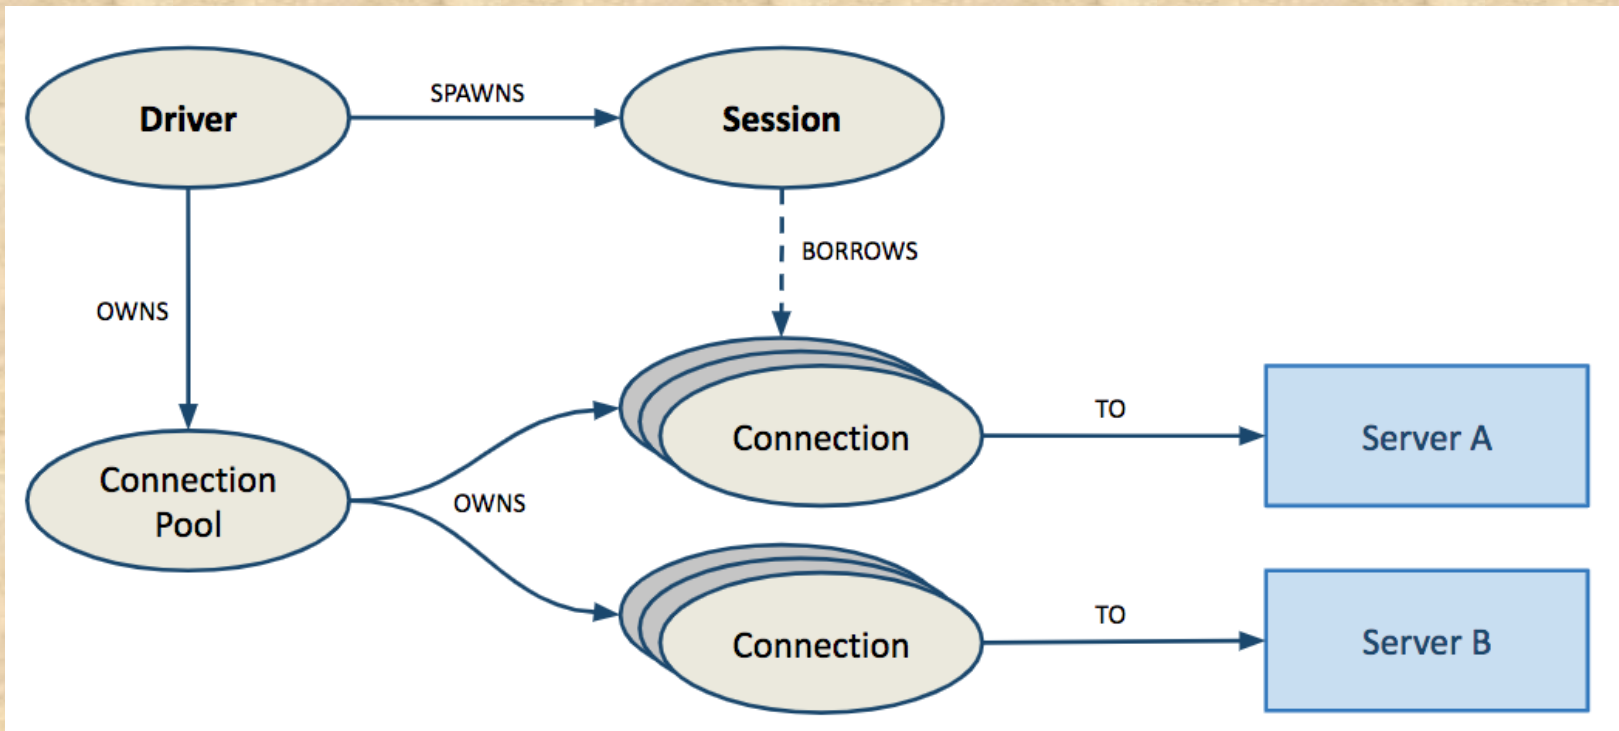 Driver
SPAWNS
Session
BORROWS
OWNS
Connection
Pool
OWNS
Connection
TO
Server A
Connection
TO
Server B